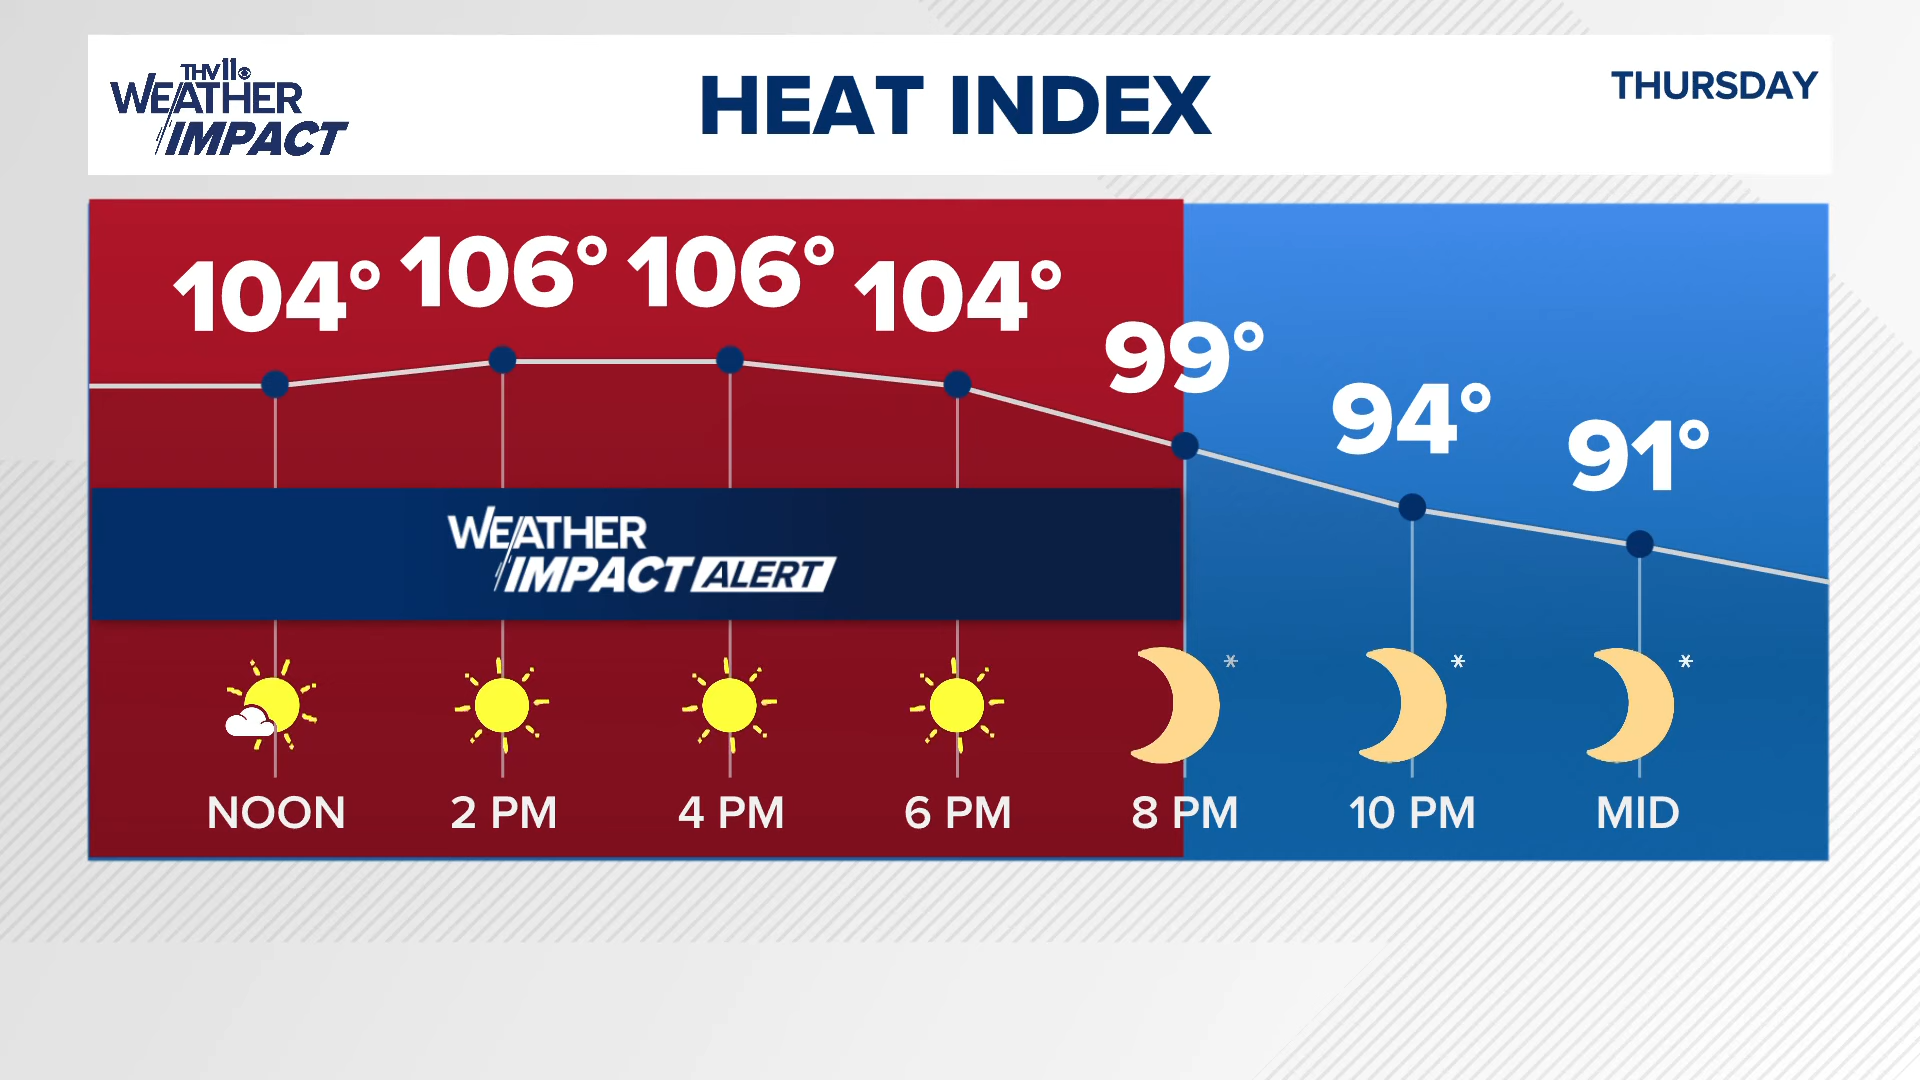 THV11
WEATHER
IMPACT
HEAT INDEX
THURSDAY
104° 106° 106° 104° 99° 94° 91°
WEATHER
IMPACT ALERT
NOON 2 PM 4 PM 6 PM 8 PM 10 PM MID